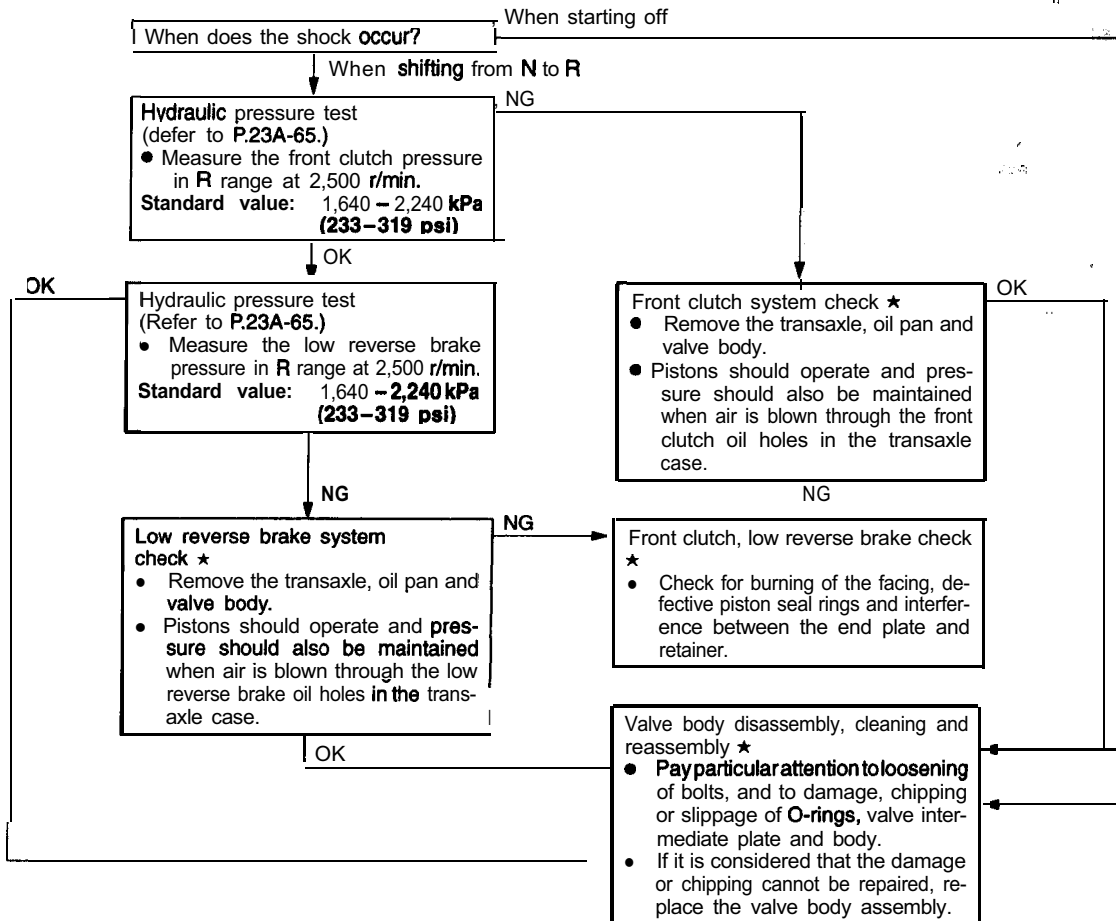 When starting off
When does the shock occur?
When shifting from N to R
NG
Hydraulic pressure test
(defer to P.23A-65.)
● Measure the front clutch pressure
in R range at 2,500 r/min.
Standard value: 1,640 – 2,240 kPa
(233–319 psi)
OK
OK
Hydraulic pressure test
(Refer to P.23A-65.)
• Measure the low reverse brake
pressure in R range at 2,500 r/min.
Standard value: 1,640 – 2,240 kPa
(233–319 psi)
Front clutch system check ★
● Remove the transaxle, oil pan and
valve body.
● Pistons should operate and pres-
sure should also be maintained
when air is blown through the front
clutch oil holes in the transaxle
case.
OK
NG
NG
Low reverse brake system
check ★
• Remove the transaxle, oil pan and
valve body.
• Pistons should operate and pres-
sure should also be maintained
when air is blown through the low
reverse brake oil holes in the trans-
axle case.
NG
Front clutch, low reverse brake check
★
• Check for burning of the facing, de-
fective piston seal rings and interfer-
ence between the end plate and
retainer.
OK
Valve body disassembly, cleaning and
reassembly ★
● Pay particular attention to loosening
of bolts, and to damage, chipping
or slippage of O-rings, valve inter-
mediate plate and body.
• If it is considered that the damage
or chipping cannot be repaired, re-
place the valve body assembly.